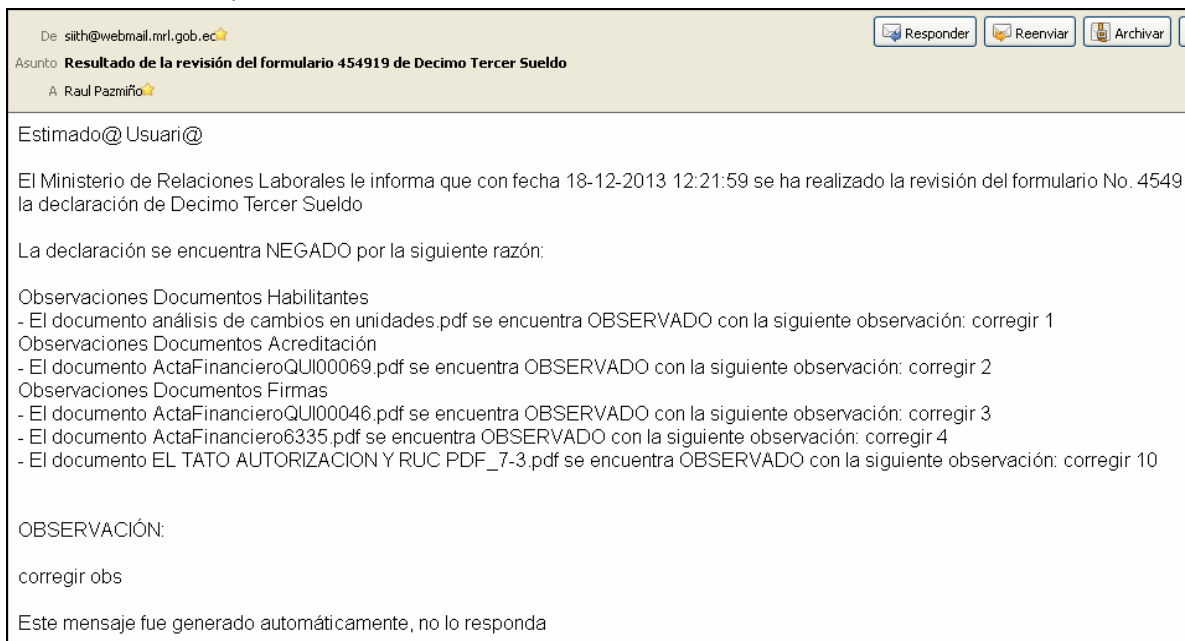 De siith@webmail.mrl.gob.ec
Responder Reenviar Archivar
Asunto Resultado de la revisión del formulario 454919 de Decimo Tercer Sueldo
A Raul Pazmiño
Estimado@ Usuari@
El Ministerio de Relaciones Laborales le informa que con fecha 18-12-2013 12:21:59 se ha realizado la revisión del formulario No. 4549
la declaración de Decimo Tercer Sueldo
La declaración se encuentra NEGADO por la siguiente razón:
Observaciones Documentos Habilitantes
- El documento análisis de cambios en unidades.pdf se encuentra OBSERVADO con la siguiente observación: corregir 1
Observaciones Documentos Acreditación
- El documento ActaFinancieroQUI00069.pdf se encuentra OBSERVADO con la siguiente observación: corregir 2
Observaciones Documentos Firmas
- El documento ActaFinancieroQUI00046.pdf se encuentra OBSERVADO con la siguiente observación: corregir 3
- El documento ActaFinanciero6335.pdf se encuentra OBSERVADO con la siguiente observación: corregir 4
- El documento EL TATO AUTORIZACION Y RUC PDF_7-3.pdf se encuentra OBSERVADO con la siguiente observación: corregir 10
OBSERVACIÓN:
corregir obs
Este mensaje fue generado automáticamente, no lo responda